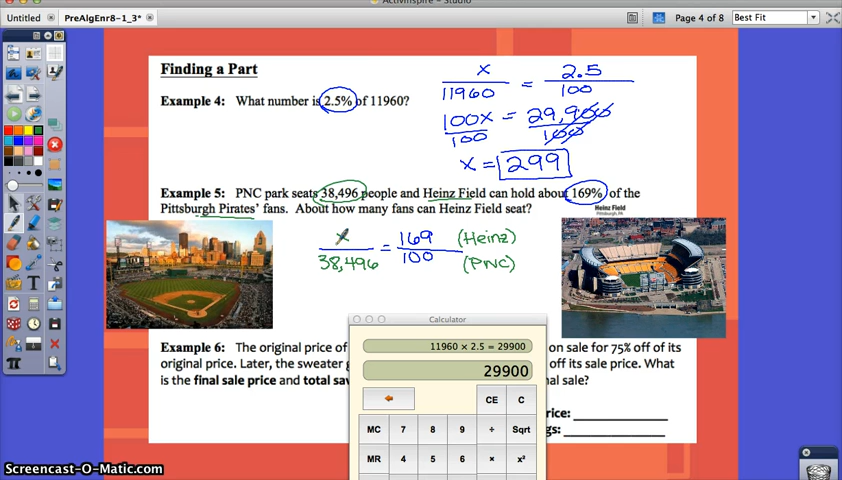 ActivInspire - Studio
Untitled
PreAlgEnr8-1_3*
Page 4 of 8
Best Fit
Finding a Part
Example 4: What number is 2.5% of 11960?
x/11960 = 2.5/100
100x/100 = 29,900/100
x = 299
Example 5: PNC park seats 38,496 people and Heinz Field can hold about 169% of the
Pittsburgh Pirates' fans. About how many fans can Heinz Field seat?
Heinz Field
Pittsburgh, PA
x/38,496 = 169/100 (Heinz) (PNC)
Calculator
11960 × 2.5 = 29900
29900
CE C
MC 7 8 9 ÷ Sqrt
MR 4 5 6 × x²
Example 6: The original price of
on sale for 75% off of its
original price. Later, the sweater
off its sale price. What
is the final sale price and total sav
nal sale?
rice:
gs:
Screencast-O-Matic.com